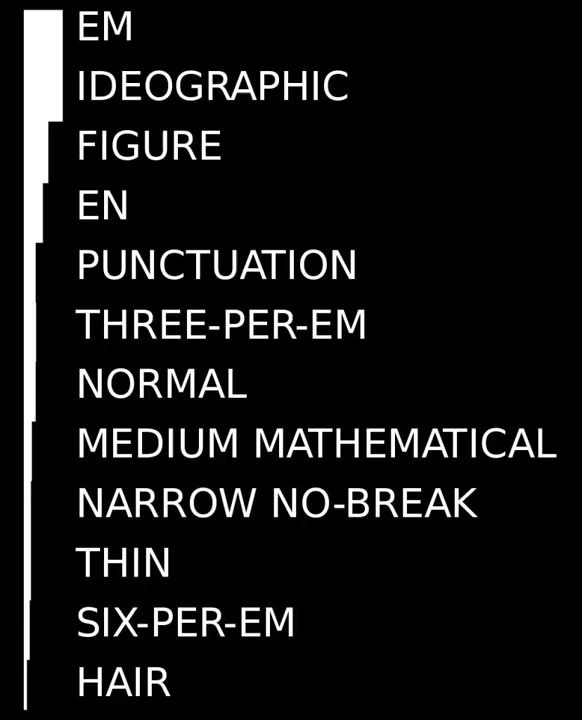 EM
IDEOGRAPHIC
FIGURE
EN
PUNCTUATION
THREE-PER-EM
NORMAL
MEDIUM MATHEMATICAL
NARROW NO-BREAK
THIN
SIX-PER-EM
HAIR